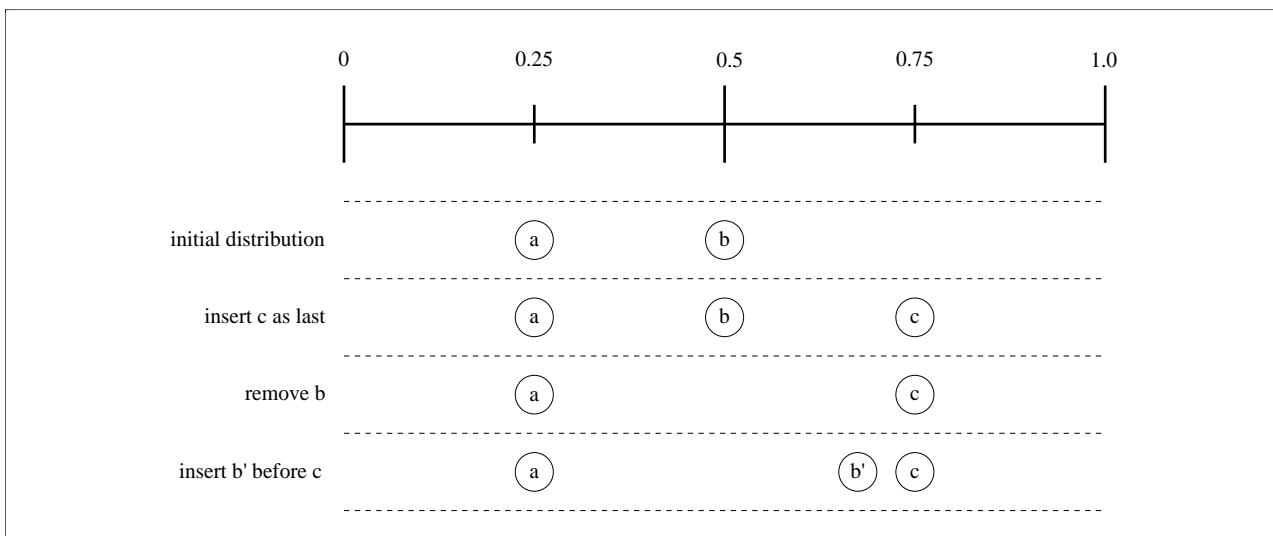 0 0.25 0.5 0.75 1.0
initial distribution a b
insert c as last a b c
remove b a c
insert b' before c a b' c